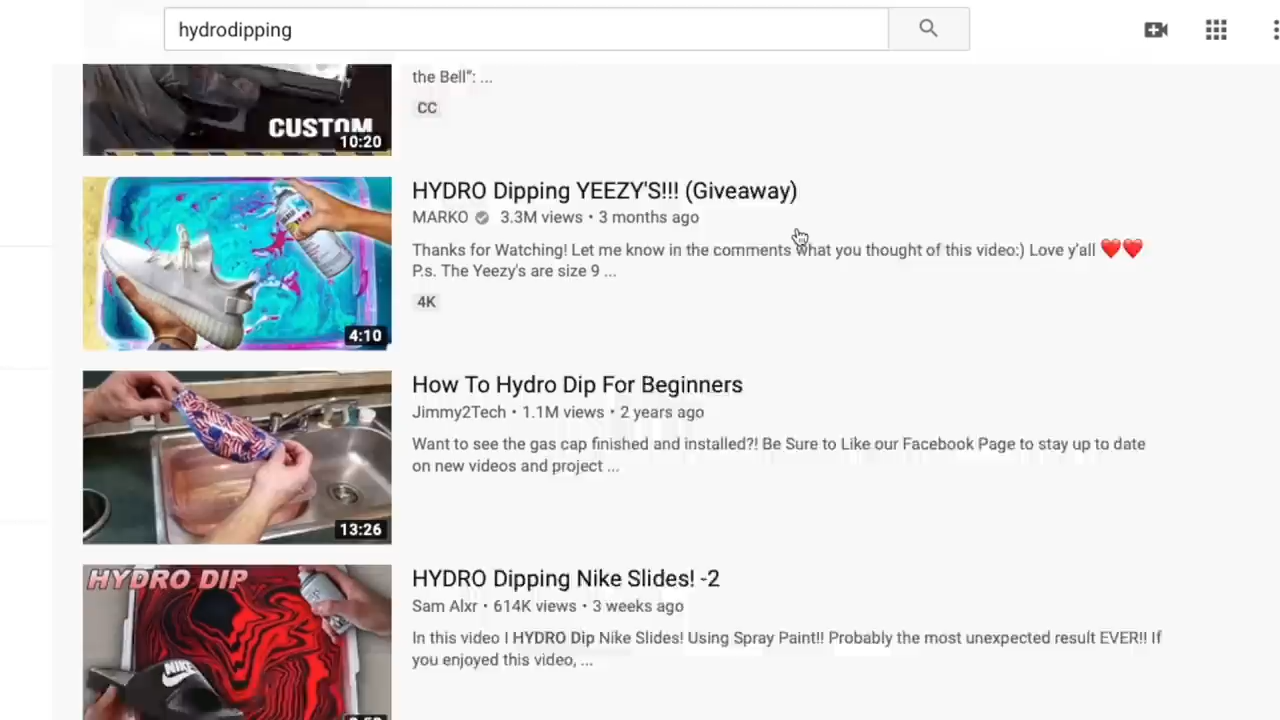 hydrodipping
the Bell”: ...
CC
CUSTOM
10:20
HYDRO Dipping YEEZY'S!!! (Giveaway)
MARKO 3.3M views • 3 months ago
Thanks for Watching! Let me know in the comments what you thought of this video:) Love y'all ❤️❤️
P.s. The Yeezy's are size 9 ...
4K
4:10
How To Hydro Dip For Beginners
Jimmy2Tech • 1.1M views • 2 years ago
Want to see the gas cap finished and installed?! Be Sure to Like our Facebook Page to stay up to date
on new videos and project ...
13:26
HYDRO DIP
HYDRO Dipping Nike Slides! -2
Sam Alxr • 614K views • 3 weeks ago
In this video I HYDRO Dip Nike Slides! Using Spray Paint!! Probably the most unexpected result EVER!! If
you enjoyed this video, ...
NIKE